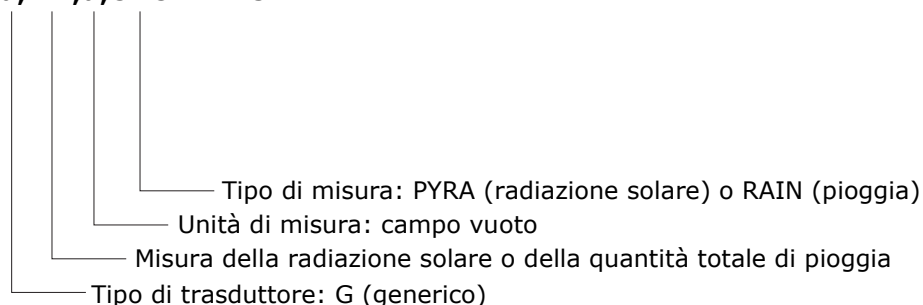 Tipo di misura: PYRA (radiazione solare) o RAIN (pioggia)
Unità di misura: campo vuoto
Misura della radiazione solare o della quantità totale di pioggia
Tipo di trasduttore: G (generico)